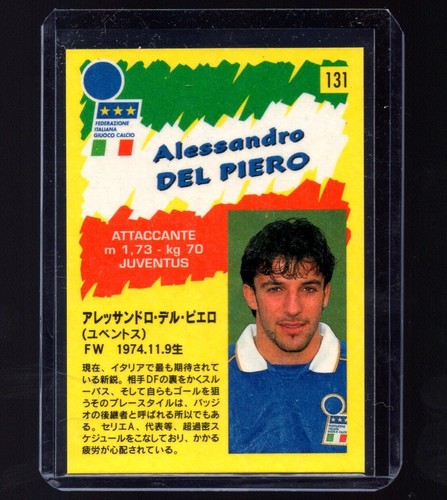 131
FEDERAZIONE
ITALIANA
GIUOCO CALCIO
Alessandro
DEL PIERO
ATTACCANTE
m 1,73 - kg 70
JUVENTUS
アレッサンドロ・デル・ピエロ
(ユベントス)
FW 1974.11.9生
現在、イタリアで最も期待されて
いる新鋭。相手DFの裏をかくスル
ーパス、そして自らもゴールを狙
うそのプレースタイルは、バッジ
オの後継者と呼ばれる所以でもあ
る。セリエA、代表等、超過密ス
ケジュールをこなしており、かかる
疲労が心配されている。
FEDERAZIONE
ITALIANA
GIUOCO CALCIO